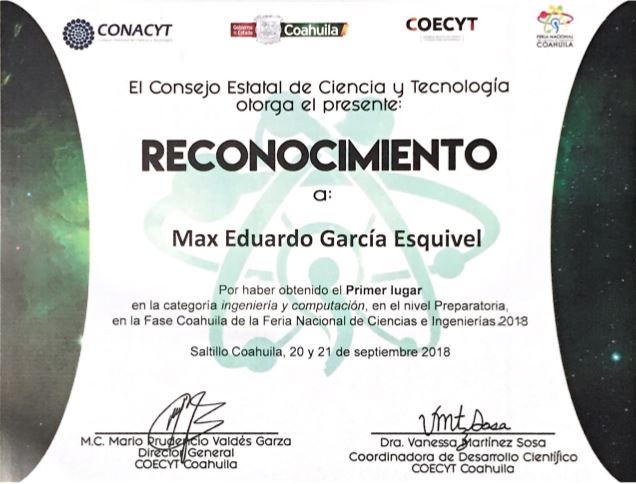 CONACYT
Gobierno de Estado Coahuila
COECYT
FERIA NACIONAL
COAHUILA
El Consejo Estatal de Ciencia y Tecnología
otorga el presente:
RECONOCIMIENTO
a:
Max Eduardo García Esquivel
Por haber obtenido el Primer lugar
en la categoría ingeniería y computación, en el nivel Preparatoria,
en la Fase Coahuila de la Feria Nacional de Ciencias e Ingenierías 2018
Saltillo Coahuila, 20 y 21 de septiembre 2018
M.C. Mario Prudencio Valdés Garza
Director General
COECYT Coahuila
VMtz Sosa
Dra. Vanessa Martínez Sosa
Coordinadora de Desarrollo Científico
COECYT Coahuila